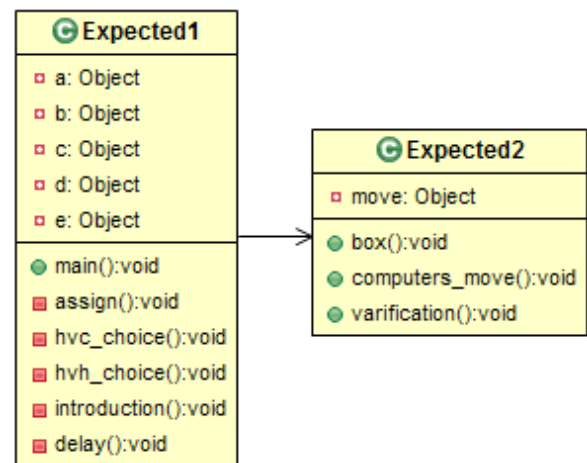 Expected1
a: Object
b: Object
c: Object
d: Object
e: Object
main():void
assign():void
hvc_choice():void
hvh_choice():void
introduction():void
delay():void
Expected2
move: Object
box():void
computers_move():void
varification():void